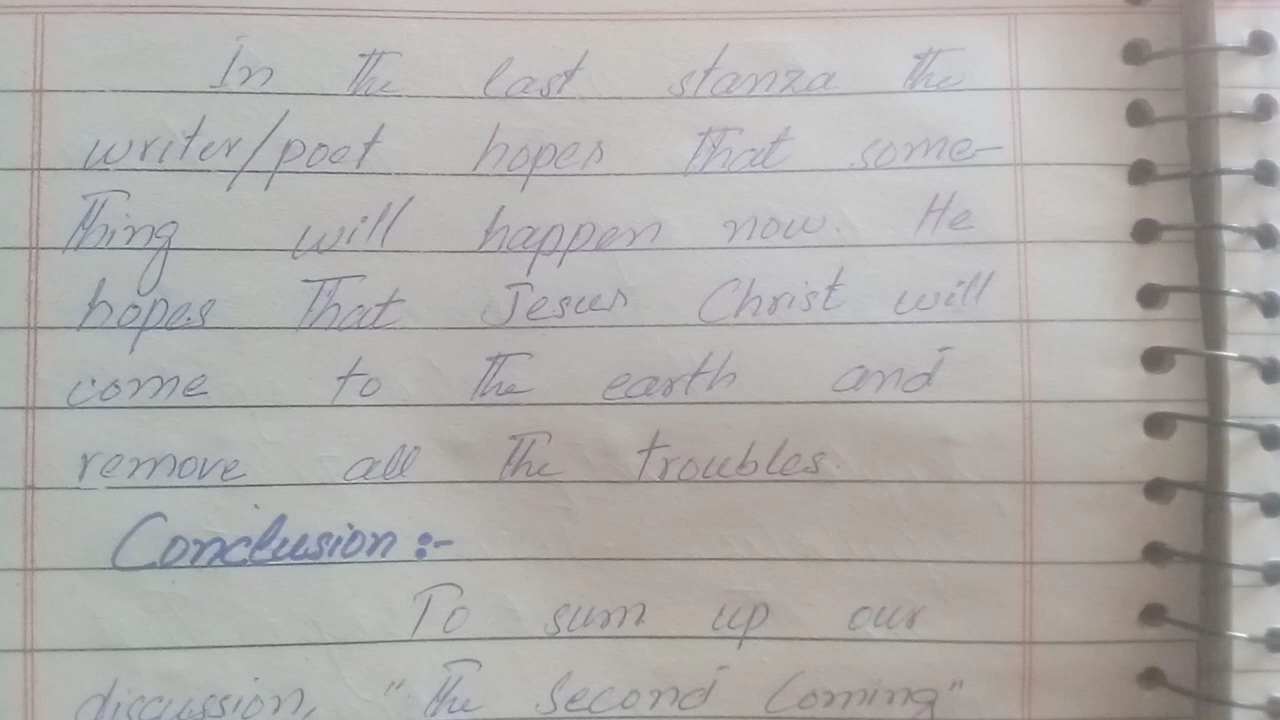 In the last stanza the
writer/poet hopes that some-
thing will happen now. He
hopes that Jesus Christ will
come to the earth and
remove all the troubles.
Conclusion :-
To sum up our
discussion, "the Second Coming"